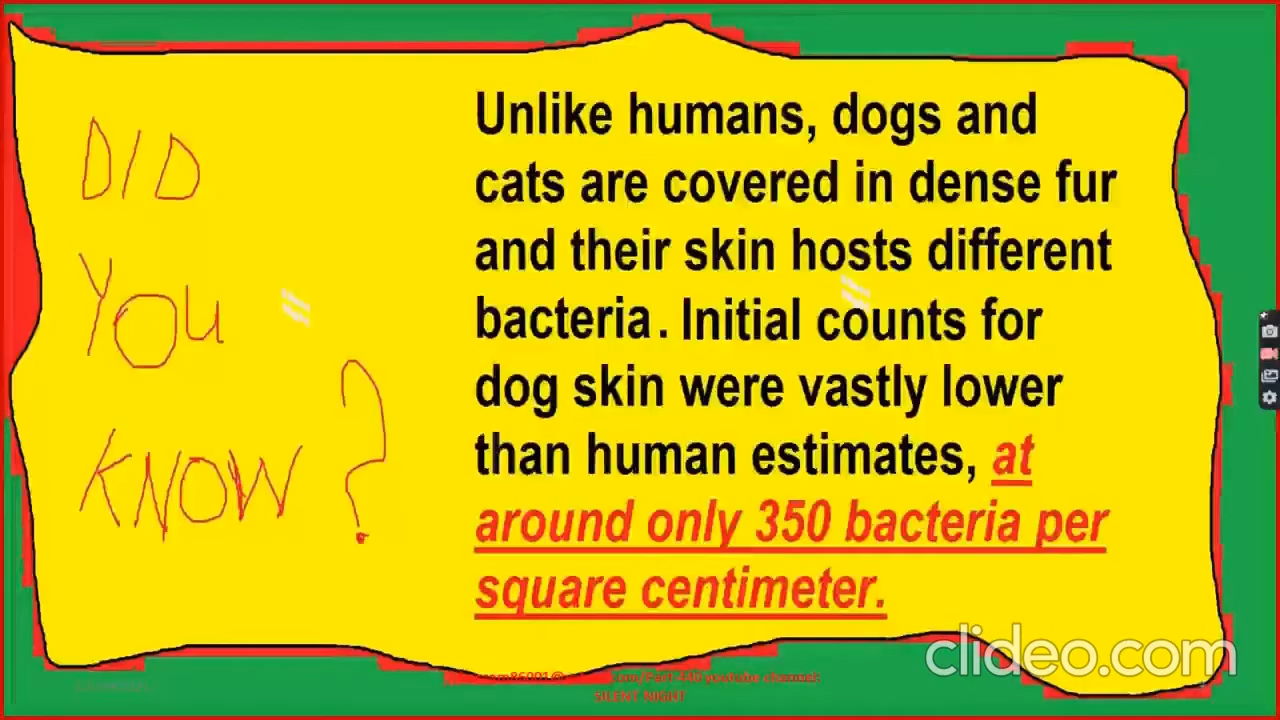 DID
YOU
KNOW ?
Unlike humans, dogs and
cats are covered in dense fur
and their skin hosts different
bacteria. Initial counts for
dog skin were vastly lower
than human estimates, at
around only 350 bacteria per
square centimeter.
clideo.com
youtube channel:
SILENT NIGHT